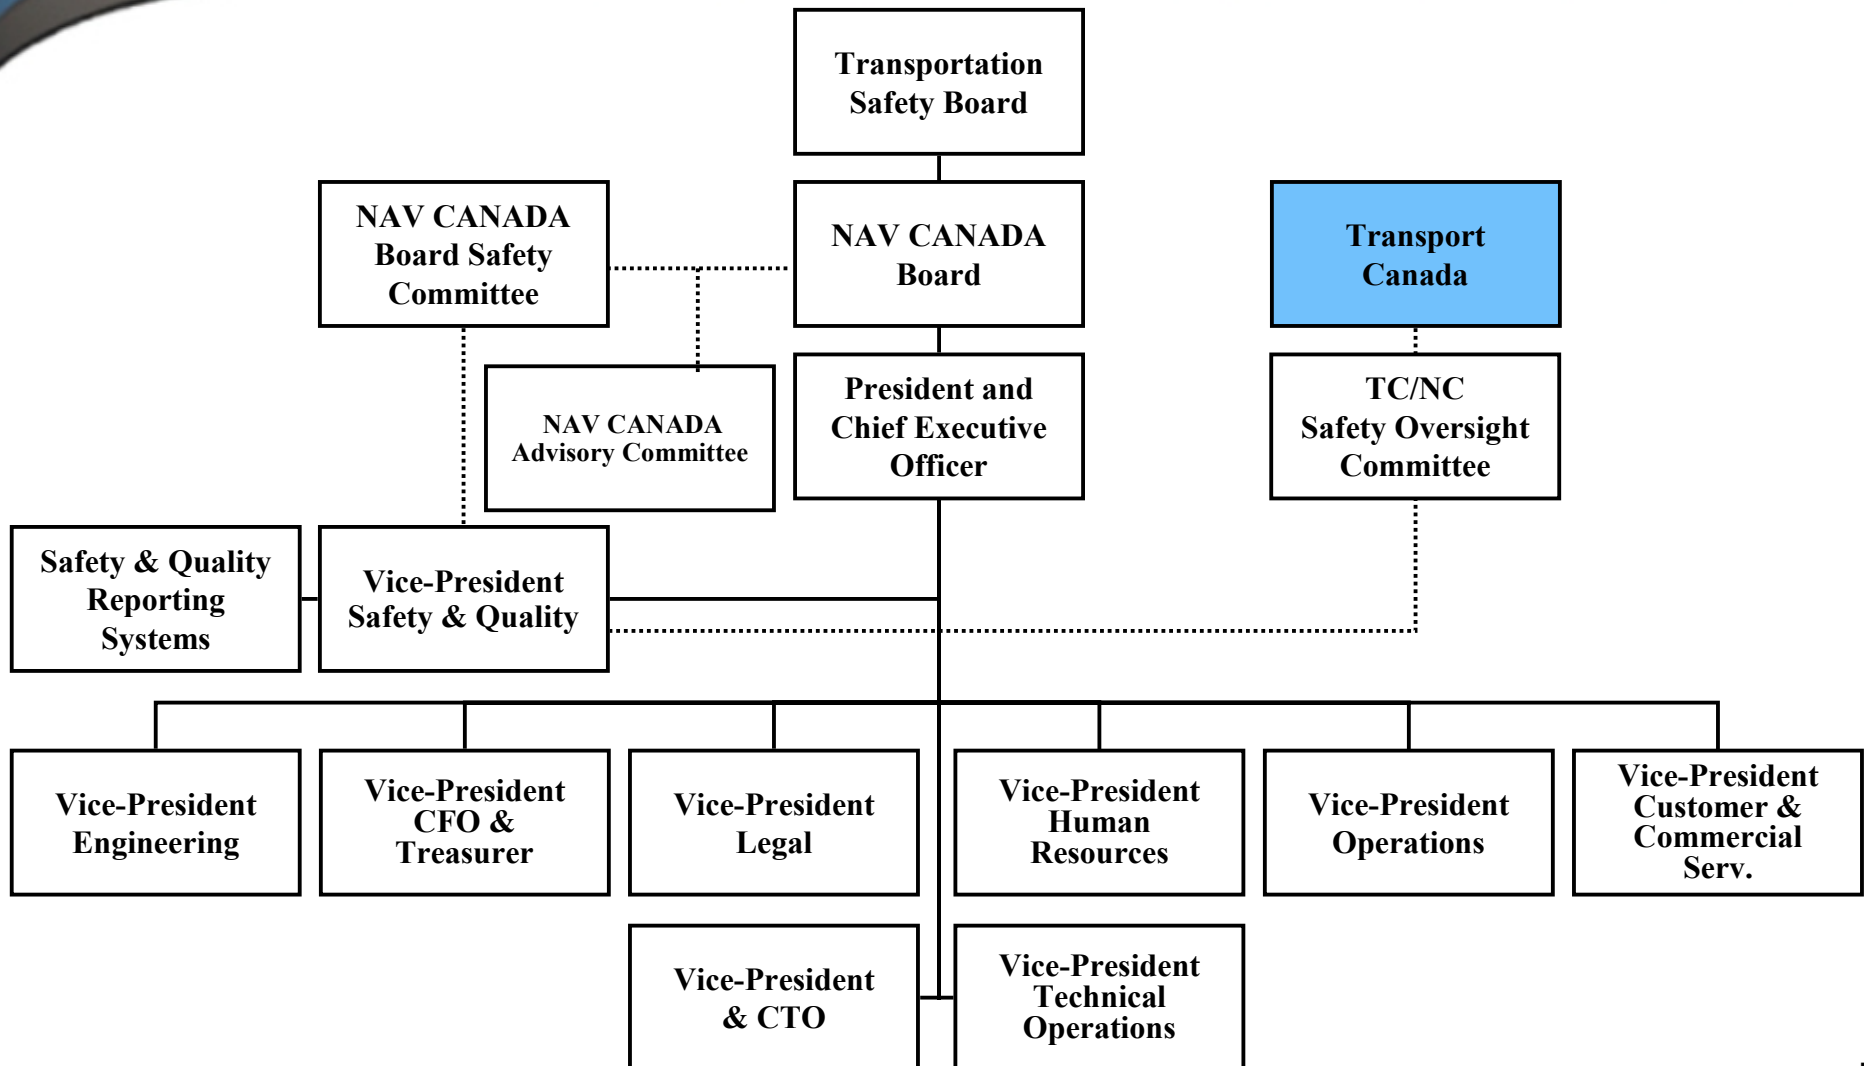 Transportation
Safety Board
NAV CANADA
Board Safety
Committee
NAV CANADA
Board
Transport
Canada
NAV CANADA
Advisory Committee
President and
Chief Executive
Officer
TC/NC
Safety Oversight
Committee
Safety & Quality
Reporting
Systems
Vice-President
Safety & Quality
Vice-President
Engineering
Vice-President
CFO &
Treasurer
Vice-President
Legal
Vice-President
Human
Resources
Vice-President
Operations
Vice-President
Customer &
Commercial
Serv.
Vice-President
& CTO
Vice-President
Technical
Operations